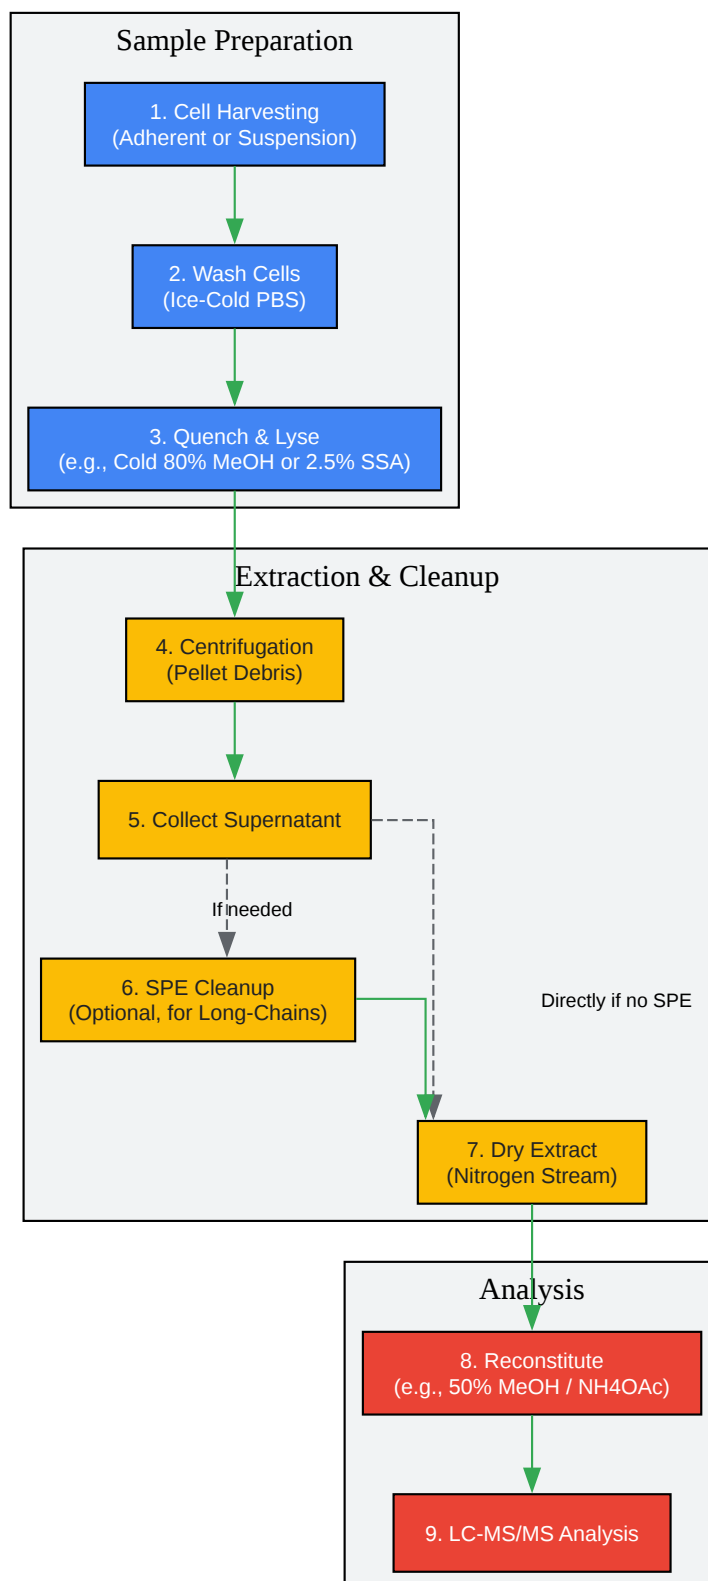 Sample Preparation
1. Cell Harvesting
(Adherent or Suspension)
2. Wash Cells
(Ice-Cold PBS)
3. Quench & Lyse
(e.g., Cold 80% MeOH or 2.5% SSA)
Extraction & Cleanup
4. Centrifugation
(Pellet Debris)
5. Collect Supernatant
If needed
6. SPE Cleanup
(Optional, for Long-Chains)
Directly if no SPE
7. Dry Extract
(Nitrogen Stream)
Analysis
8. Reconstitute
(e.g., 50% MeOH / NH4OAc)
9. LC-MS/MS Analysis